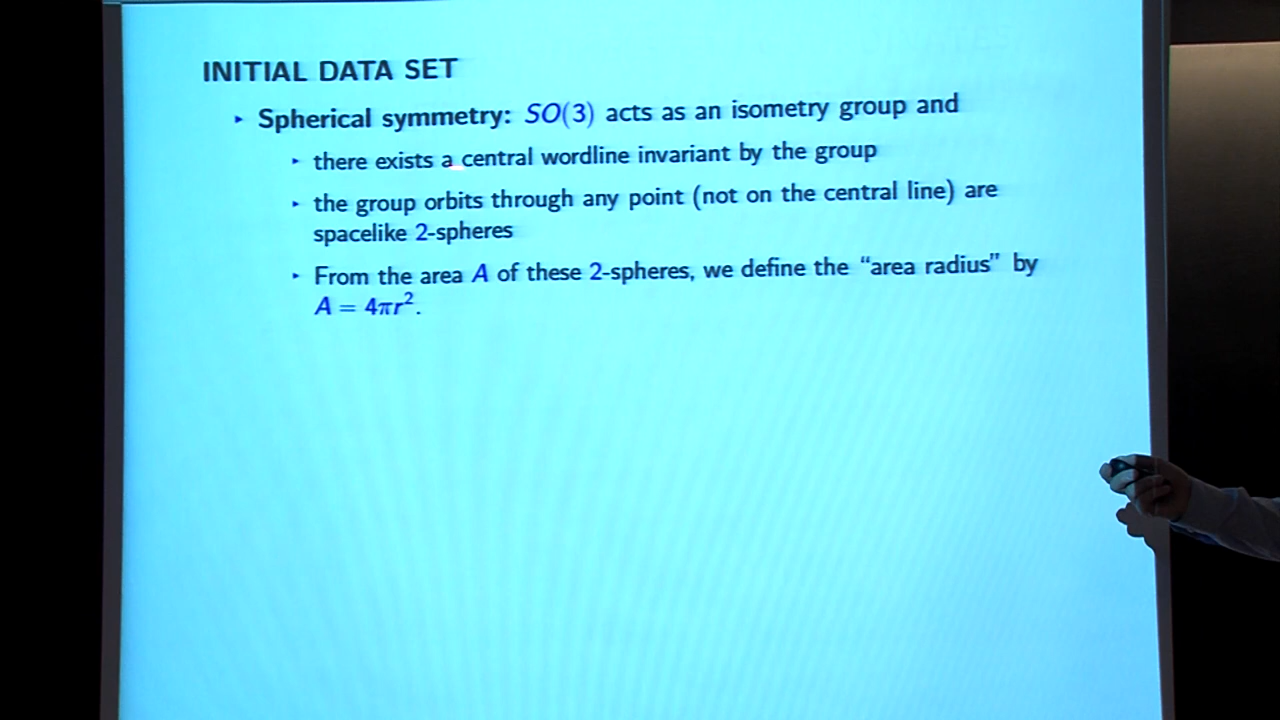 INITIAL DATA SET
‣ Spherical symmetry: SO(3) acts as an isometry group and
‣ there exists a central wordline invariant by the group
‣ the group orbits through any point (not on the central line) are
spacelike 2-spheres
‣ From the area A of these 2-spheres, we define the “area radius” by
A = 4πr².